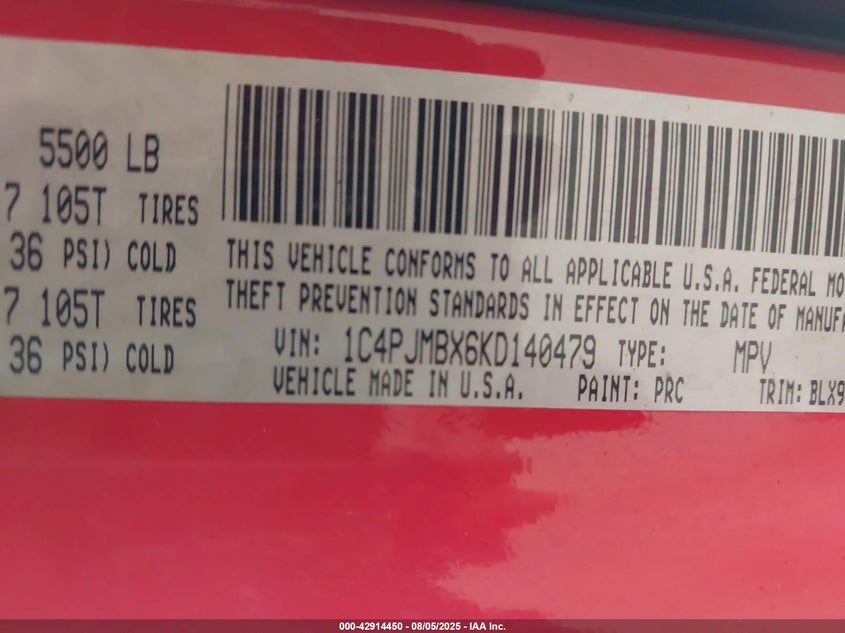 5500 LB
7 105T TIRES
36 PSI) COLD
7 105T TIRES
36 PSI) COLD
THIS VEHICLE CONFORMS TO ALL APPLICABLE U.S.A. FEDERAL MO
THEFT PREVENTION STANDARDS IN EFFECT ON THE DATE OF MANUFA
VIN: 1C4PJMBX6KD140479 TYPE: MPV
VEHICLE MADE IN U.S.A. PAINT: PRC TRIM: BLX9
000-42914450 - 08/05/2025 - IAA Inc.